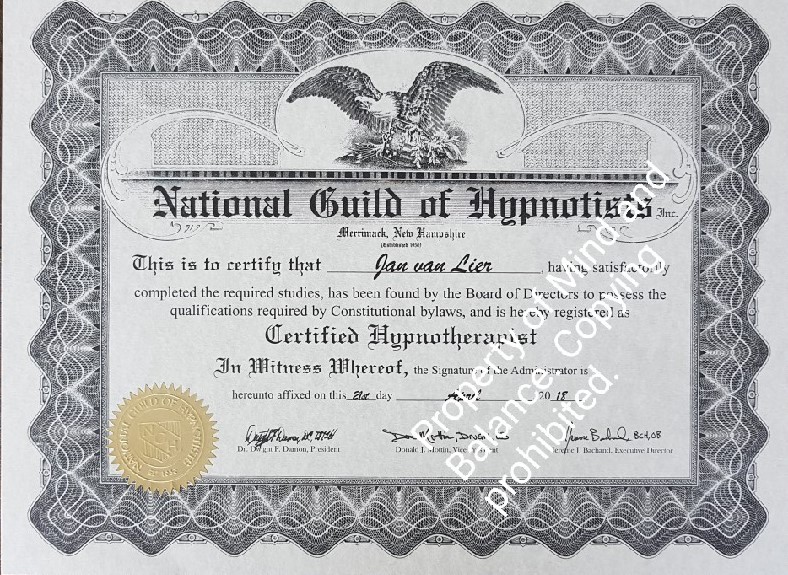 National Guild of Hypnotists Inc.
Merrimack, New Hampshire
This is to certify that Jan van Lier, having satisfactorily
completed the required studies, has been found by the Board of Directors to possess the
qualifications required by Constitutional bylaws, and is hereby registered as
Certified Hypnotherapist
In Witness Whereof, the Signature of the Administrator is
hereunto affixed on this 21st day 2018
Dr. Dwight F. Damon, President
Donald J. Mottin, Vice President
Executive Director
Property of Mind and
Balance. Copying
prohibited.